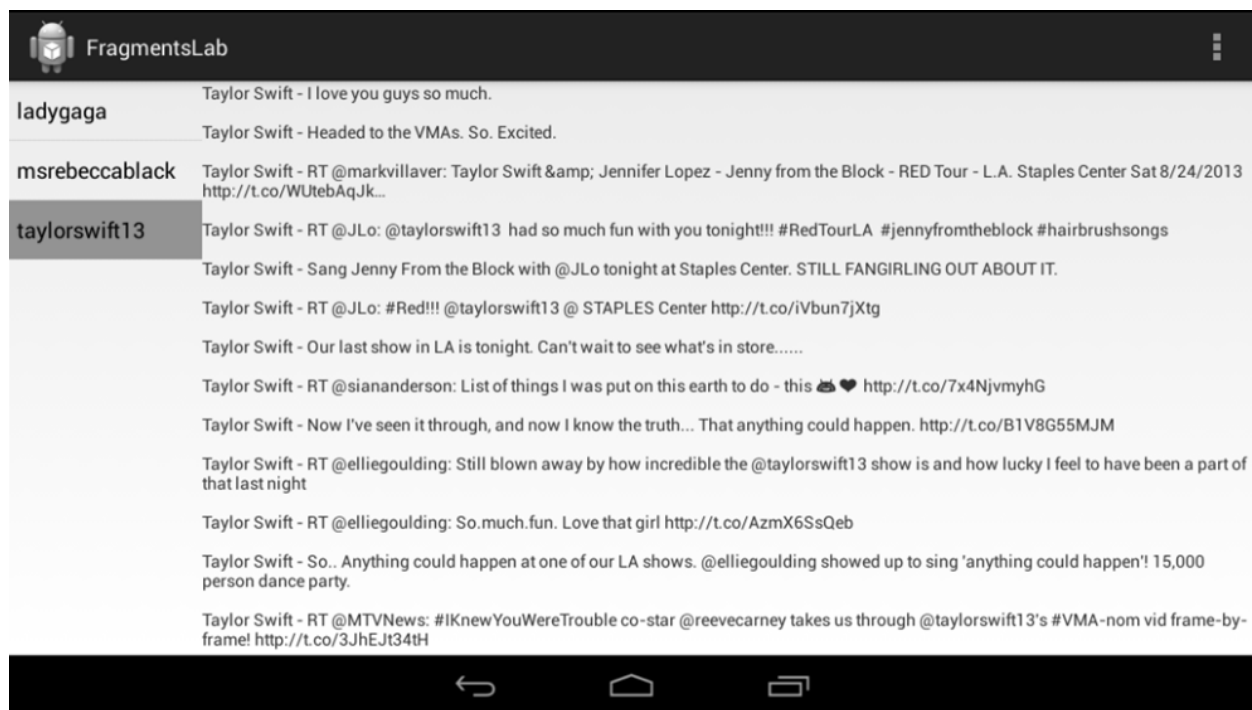 FragmentsLab
ladygaga
msrebeccablack
taylorswift13
Taylor Swift - I love you guys so much.
Taylor Swift - Headed to the VMAs. So. Excited.
Taylor Swift - RT @markvillaver: Taylor Swift &amp; Jennifer Lopez - Jenny from the Block - RED Tour - L.A. Staples Center Sat 8/24/2013
http://t.co/WUtebAqJk…
Taylor Swift - RT @JLo: @taylorswift13  had so much fun with you tonight!!! #RedTourLA  #jennyfromtheblock #hairbrushsongs
Taylor Swift - Sang Jenny From the Block with @JLo tonight at Staples Center. STILL FANGIRLING OUT ABOUT IT.
Taylor Swift - RT @JLo: #Red!!! @taylorswift13 @ STAPLES Center http://t.co/iVbun7jXtg
Taylor Swift - Our last show in LA is tonight. Can't wait to see what's in store......
Taylor Swift - RT @siananderson: List of things I was put on this earth to do - this ♥ http://t.co/7x4NjvmyhG
Taylor Swift - Now I've seen it through, and now I know the truth... That anything could happen. http://t.co/B1V8G55MJM
Taylor Swift - RT @elliegoulding: Still blown away by how incredible the @taylorswift13 show is and how lucky I feel to have been a part of
that last night
Taylor Swift - RT @elliegoulding: So.much.fun. Love that girl http://t.co/AzmX6SsQeb
Taylor Swift - So.. Anything could happen at one of our LA shows. @elliegoulding showed up to sing 'anything could happen'! 15,000
person dance party.
Taylor Swift - RT @MTVNews: #IKnewYouWereTrouble co-star @reevecarney takes us through @taylorswift13's #VMA-nom vid frame-by-
frame! http://t.co/3JhEJt34tH